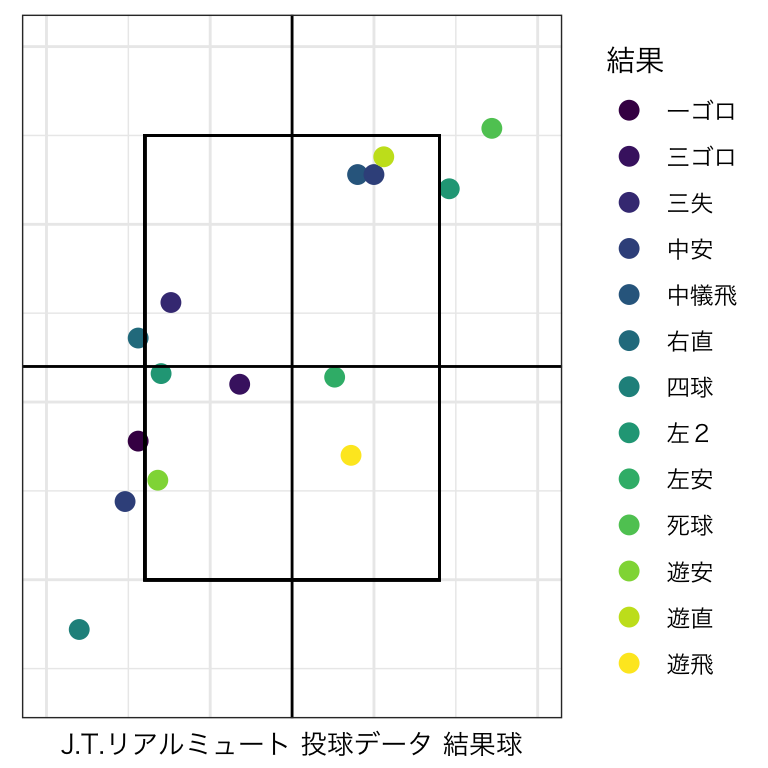 結果
一ゴロ
三ゴロ
三失
中安
中犠飛
右直
四球
左２
左安
死球
遊安
遊直
遊飛
J.T.リアルミュート 投球データ 結果球